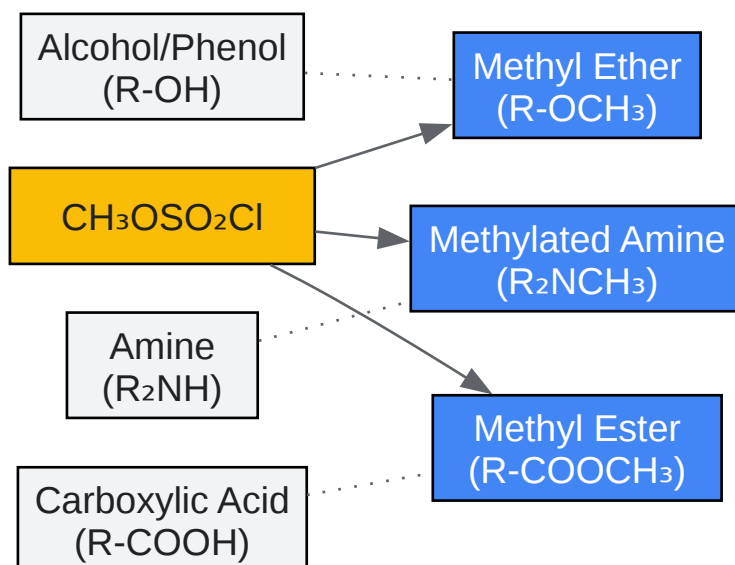 Alcohol/Phenol
(R-OH)
Methyl Ether
(R-OCH₃)
CH₃OSO₂Cl
Methylated Amine
(R₂NCH₃)
Amine
(R₂NH)
Methyl Ester
(R-COOCH₃)
Carboxylic Acid
(R-COOH)